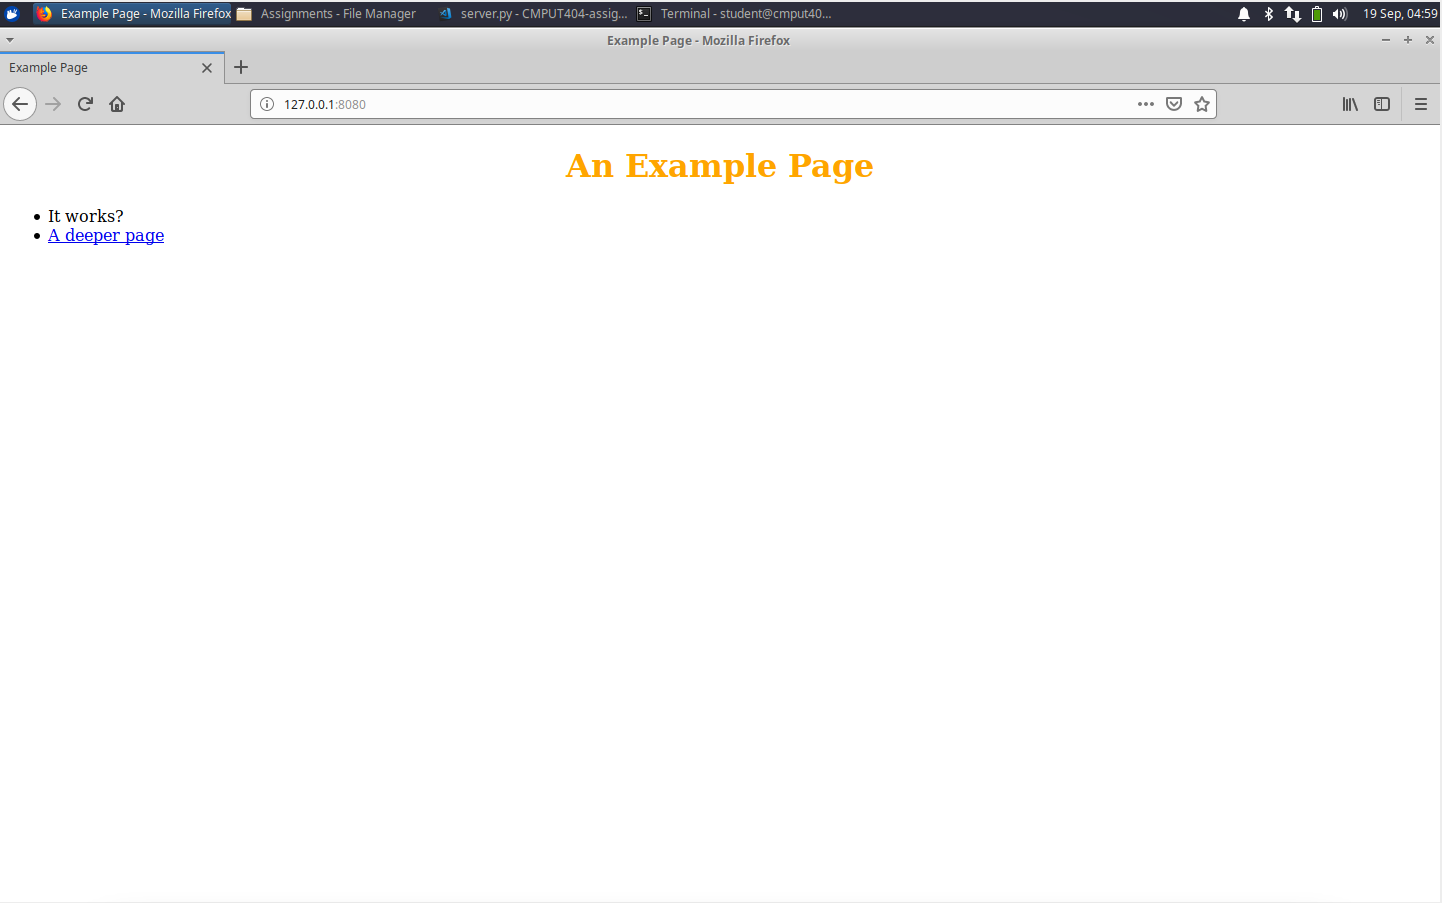 Example Page - Mozilla Firefox Assignments - File Manager server.py - CMPUT404-assig... Terminal - student@cmput40... 19 Sep, 04:59
Example Page - Mozilla Firefox
Example Page
127.0.0.1:8080
An Example Page
It works?
A deeper page